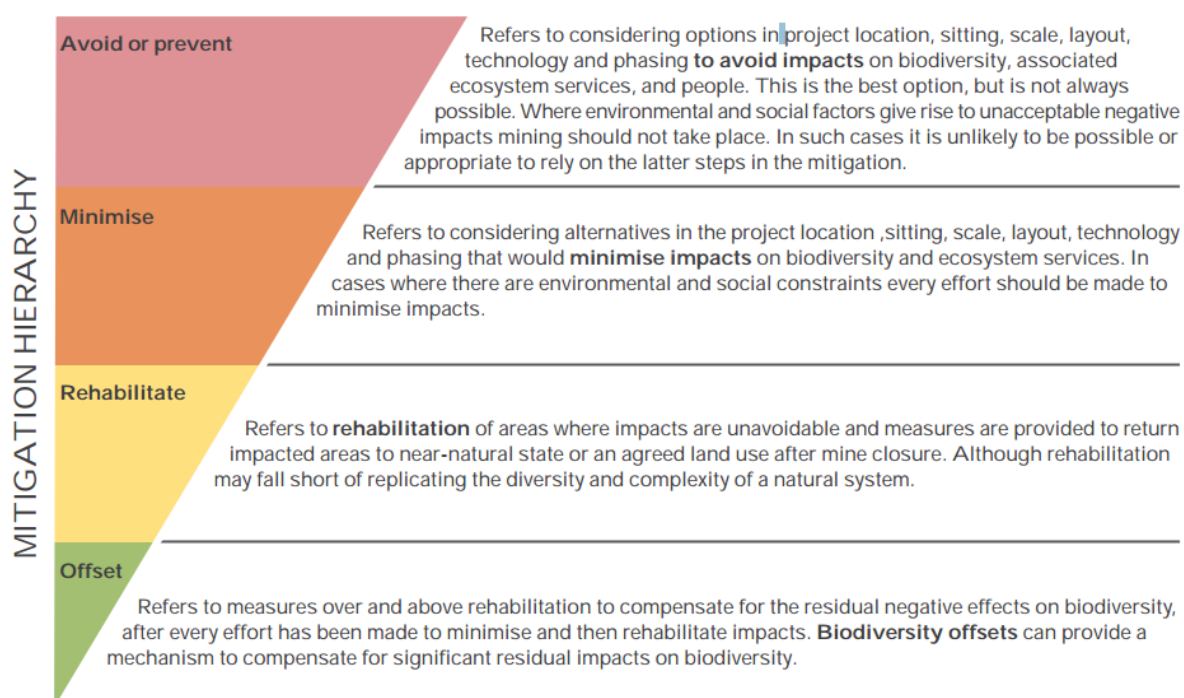 MITIGATION HIERARCHY
Avoid or prevent
Refers to considering options in project location, sitting, scale, layout,
technology and phasing to avoid impacts on biodiversity, associated
ecosystem services, and people. This is the best option, but is not always
possible. Where environmental and social factors give rise to unacceptable negative
impacts mining should not take place. In such cases it is unlikely to be possible or
appropriate to rely on the latter steps in the mitigation.
Minimise
Refers to considering alternatives in the project location ,sitting, scale, layout, technology
and phasing that would minimise impacts on biodiversity and ecosystem services. In
cases where there are environmental and social constraints every effort should be made to
minimise impacts.
Rehabilitate
Refers to rehabilitation of areas where impacts are unavoidable and measures are provided to return
impacted areas to near-natural state or an agreed land use after mine closure. Although rehabilitation
may fall short of replicating the diversity and complexity of a natural system.
Offset
Refers to measures over and above rehabilitation to compensate for the residual negative effects on biodiversity,
after every effort has been made to minimise and then rehabilitate impacts. Biodiversity offsets can provide a
mechanism to compensate for significant residual impacts on biodiversity.